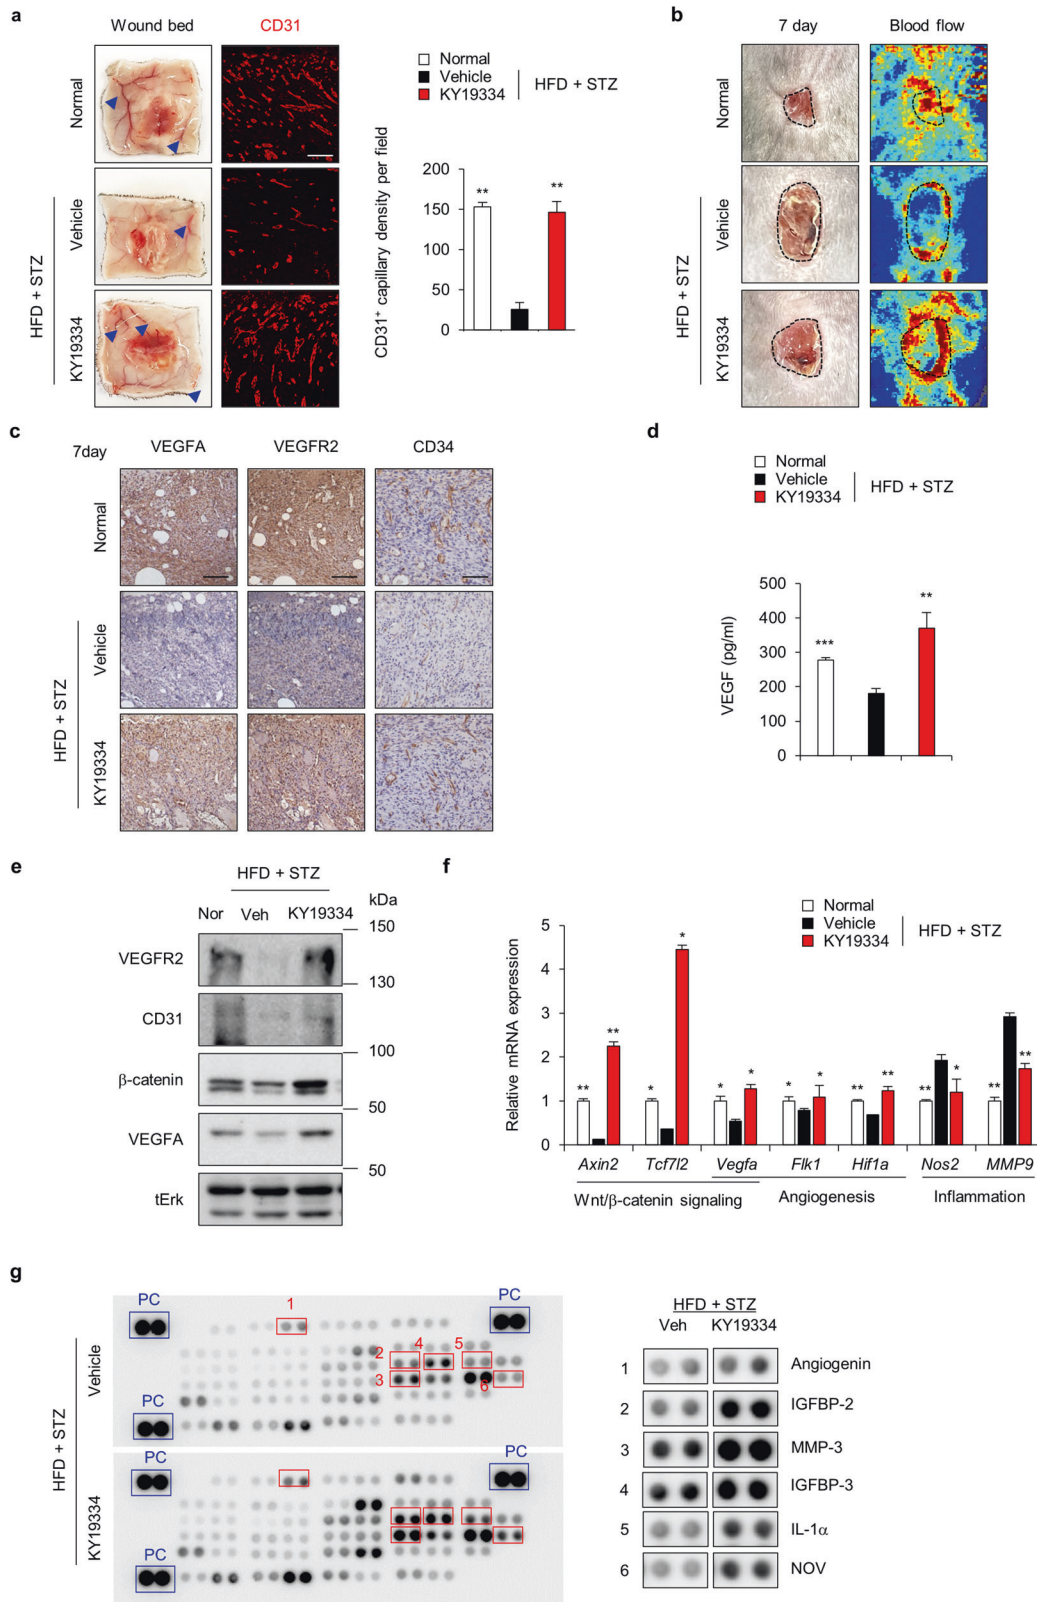 a
Wound bed
CD31
Normal
Vehicle
KY19334
HFD + STZ
Normal
Vehicle
KY19334
HFD + STZ
CD31⁺ capillary density per field
200
150
100
50
0
**
**
b
7 day
Blood flow
Normal
Vehicle
KY19334
HFD + STZ
c
7day
VEGFA
VEGFR2
CD34
Normal
Vehicle
KY19334
HFD + STZ
d
Normal
Vehicle
KY19334
HFD + STZ
VEGF (pg/ml)
500
400
300
200
100
0
***
**
e
HFD + STZ
Nor Veh KY19334
kDa
150
VEGFR2
130
CD31
100
β-catenin
50
VEGFA
50
tErk
f
Normal
Vehicle
KY19334
HFD + STZ
Relative mRNA expression
5
4
3
2
1
0
** ** * * * * * * ** ** ** * ** **
Axin2 Tcf7l2 Vegfa Flk1 Hif1a Nos2 MMP9
Wnt/β-catenin signaling Angiogenesis Inflammation
g
HFD + STZ
Vehicle
PC
1
PC
2
4
5
3
6
PC
KY19334
PC
PC
PC
HFD + STZ
Veh KY19334
1 Angiogenin
2 IGFBP-2
3 MMP-3
4 IGFBP-3
5 IL-1α
6 NOV